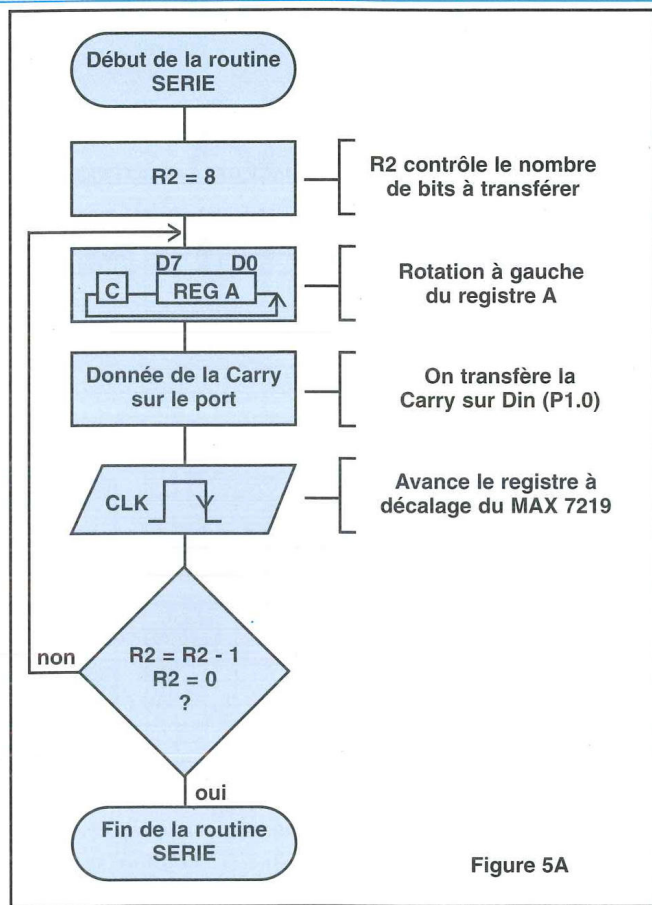 Début de la routine
SERIE
R2 = 8
R2 contrôle le nombre
de bits à transférer
D7 D0
C REG A
Rotation à gauche
du registre A
Donnée de la Carry
sur le port
On transfère la
Carry sur Din (P1.0)
CLK
Avance le registre à
décalage du MAX 7219
non
R2 = R2 - 1
R2 = 0
?
oui
Fin de la routine
SERIE
Figure 5A